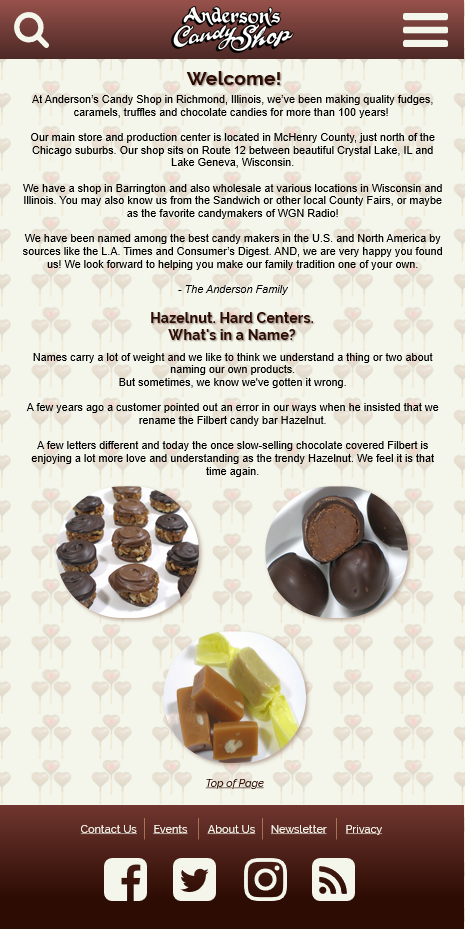 Anderson's
Candy Shop
Welcome!
At Anderson's Candy Shop in Richmond, Illinois, we've been making quality fudges,
caramels, truffles and chocolate candies for more than 100 years!
Our main store and production center is located in McHenry County, just north of the
Chicago suburbs. Our shop sits on Route 12 between beautiful Crystal Lake, IL and
Lake Geneva, Wisconsin.
We have a shop in Barrington and also wholesale at various locations in Wisconsin and
Illinois. You may also know us from the Sandwich or other local County Fairs, or maybe
as the favorite candymakers of WGN Radio!
We have been named among the best candy makers in the U.S. and North America by
sources like the L.A. Times and Consumer's Digest. AND, we are very happy you found
us! We look forward to helping you make our family tradition one of your own.
- The Anderson Family
Hazelnut. Hard Centers.
What's in a Name?
Names carry a lot of weight and we like to think we understand a thing or two about
naming our own products.
But sometimes, we know we've gotten it wrong.
A few years ago a customer pointed out an error in our ways when he insisted that we
rename the Filbert candy bar Hazelnut.
A few letters different and today the once slow-selling chocolate covered Filbert is
enjoying a lot more love and understanding as the trendy Hazelnut. We feel it is that
time again.
Top of Page
Contact Us Events About Us Newsletter Privacy